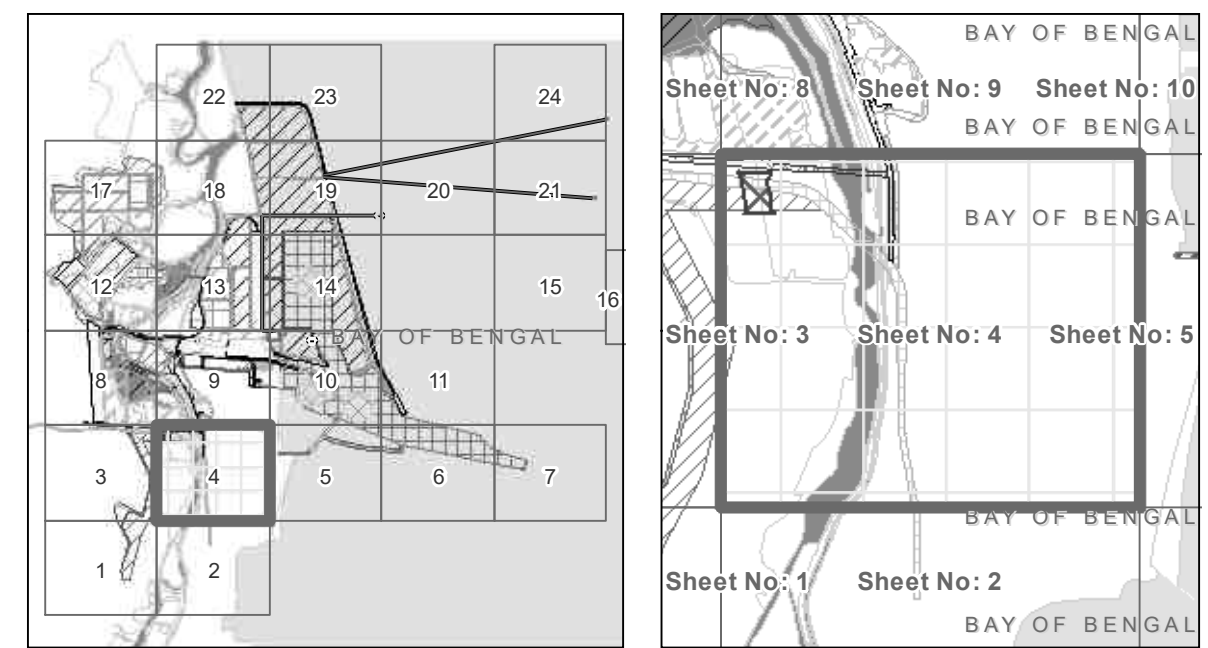 22 23 24
17 18 19 20 21
12 13 14 15 16
BAY OF BENGAL
8 9 10 11
3 4 5 6 7
1 2
BAY OF BENGAL
Sheet No: 8 Sheet No: 9 Sheet No: 10
BAY OF BENGAL
BAY OF BENGAL
Sheet No: 3 Sheet No: 4 Sheet No: 5
BAY OF BENGAL
Sheet No: 1 Sheet No: 2
BAY OF BENGAL